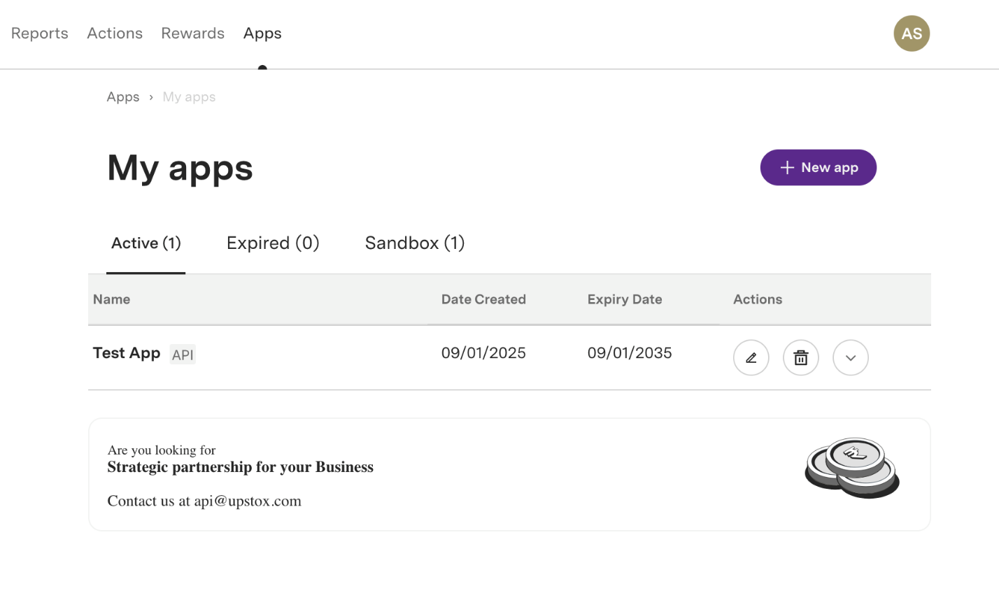 Reports Actions Rewards Apps AS
Apps › My apps
My apps
+ New app
Active (1) Expired (0) Sandbox (1)
Name Date Created Expiry Date Actions
Test App API 09/01/2025 09/01/2035
Are you looking for
Strategic partnership for your Business
Contact us at api@upstox.com